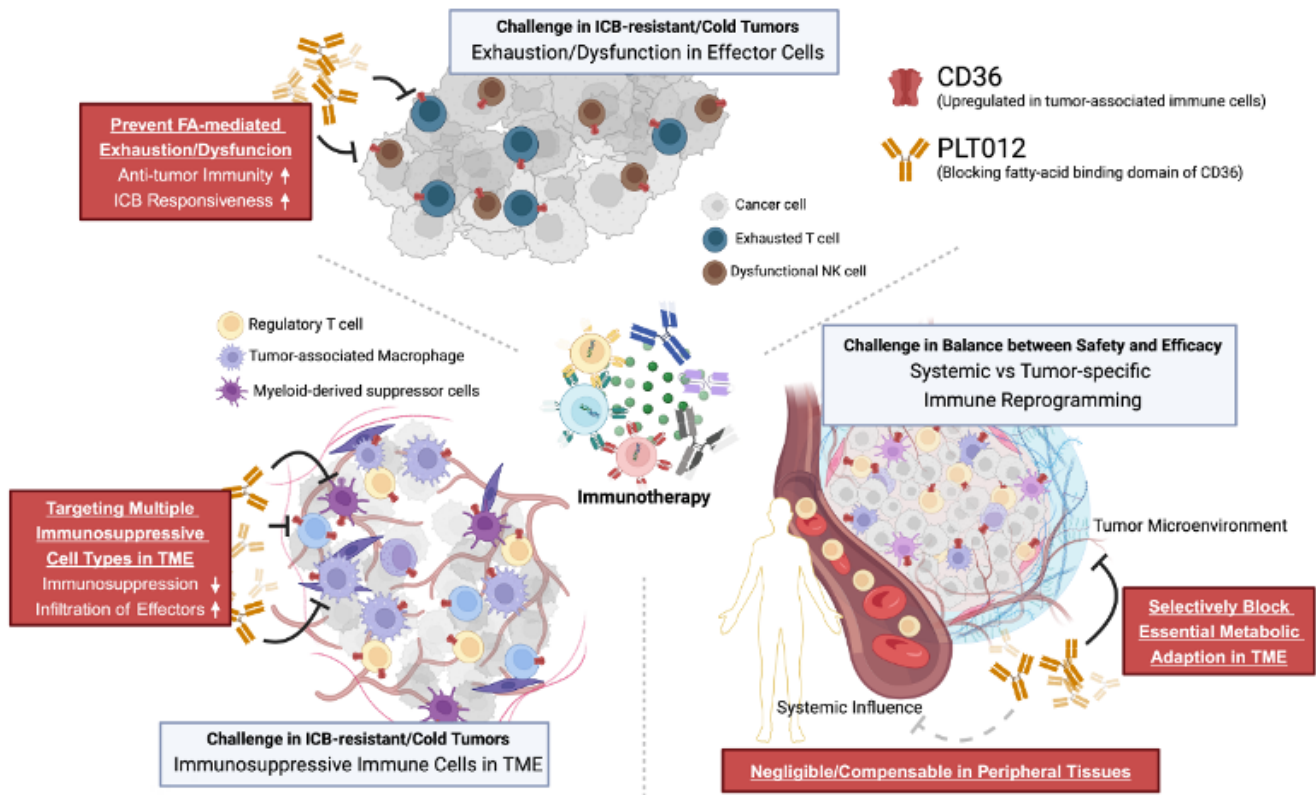 Challenge in ICB-resistant/Cold Tumors
Exhaustion/Dysfunction in Effector Cells
Prevent FA-mediated
Exhaustion/Dysfuncion
Anti-tumor Immunity ↑
ICB Responsiveness ↑
CD36
(Upregulated in tumor-associated immune cells)
PLT012
(Blocking fatty-acid binding domain of CD36)
Cancer cell
Exhausted T cell
Dysfunctional NK cell
Regulatory T cell
Tumor-associated Macrophage
Myeloid-derived suppressor cells
Immunotherapy
Challenge in Balance between Safety and Efficacy
Systemic vs Tumor-specific
Immune Reprogramming
Targeting Multiple
Immunosuppressive
Cell Types in TME
Immunosuppression ↓
Infiltration of Effectors ↑
Challenge in ICB-resistant/Cold Tumors
Immunosuppressive Immune Cells in TME
Tumor Microenvironment
Selectively Block
Essential Metabolic
Adaption in TME
Systemic Influence
Negligible/Compensable in Peripheral Tissues